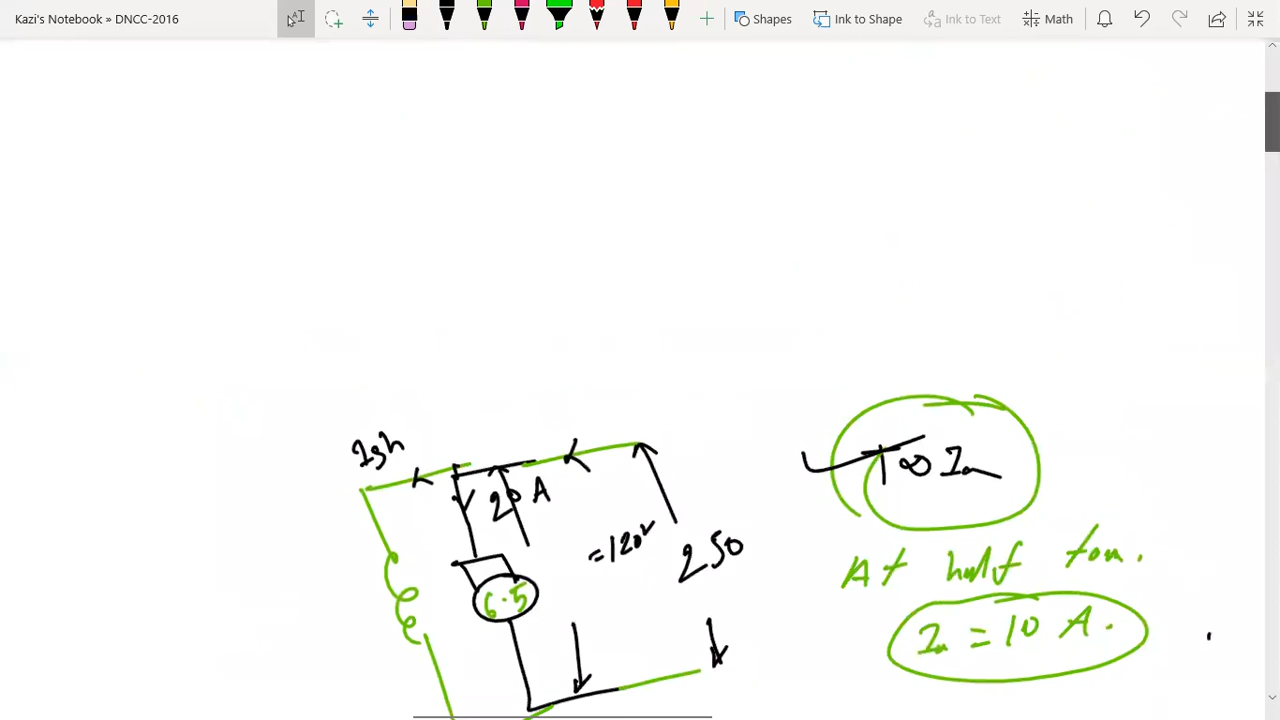 Kazi's Notebook » DNCC-2016
Shapes
Ink to Shape
Ink to Text
Math
Ish
20 A
= 120V
250
6.5
T ∝ Ia
At half
Ia = 10 A.